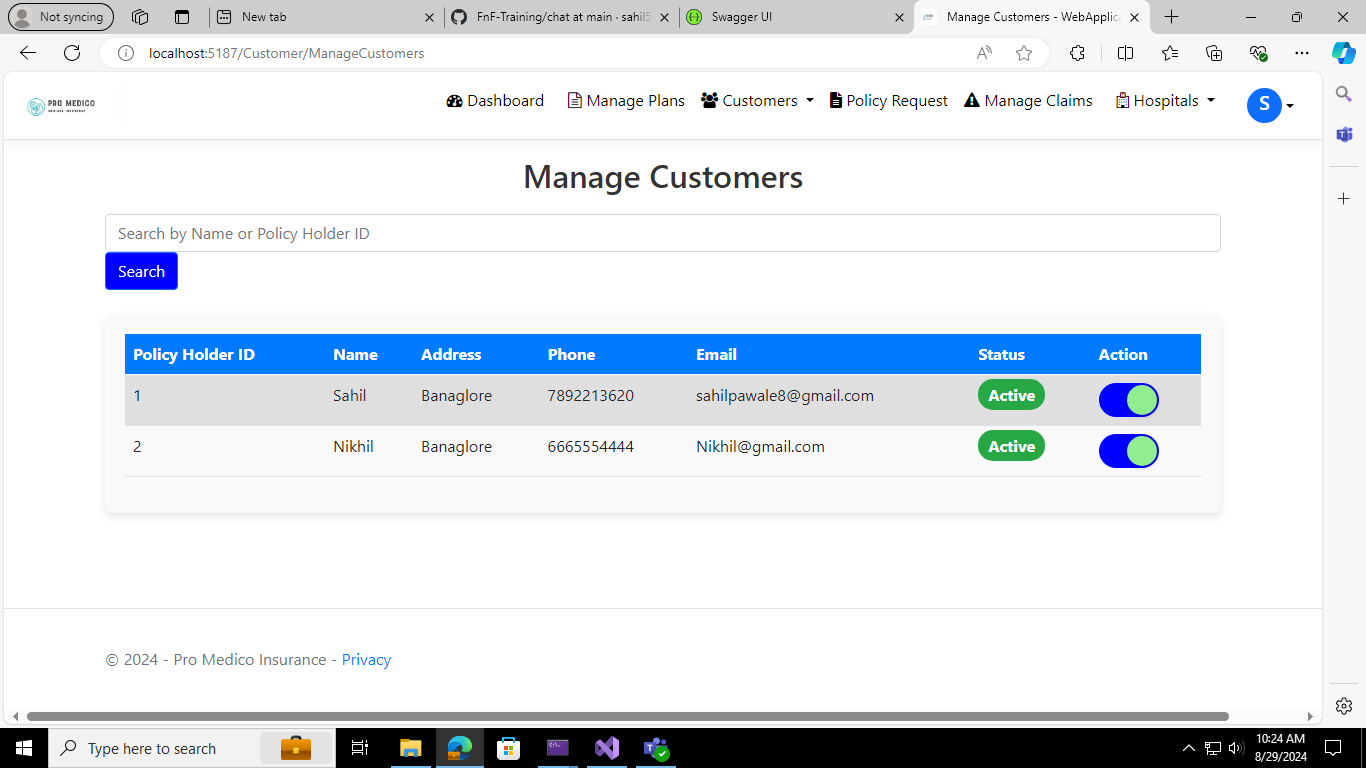 Not syncing
New tab
FnF-Training/chat at main · sahil5
Swagger UI
Manage Customers - WebApplica
localhost:5187/Customer/ManageCustomers
PRO MEDICO
MEDICAL INSURANCE
Dashboard
Manage Plans
Customers
Policy Request
Manage Claims
Hospitals
S
Manage Customers
Search by Name or Policy Holder ID
Search
Policy Holder ID Name Address Phone Email Status Action
1 Sahil Banaglore 7892213620 sahilpawale8@gmail.com Active
2 Nikhil Banaglore 6665554444 Nikhil@gmail.com Active
© 2024 - Pro Medico Insurance - Privacy
Type here to search
10:24 AM
8/29/2024